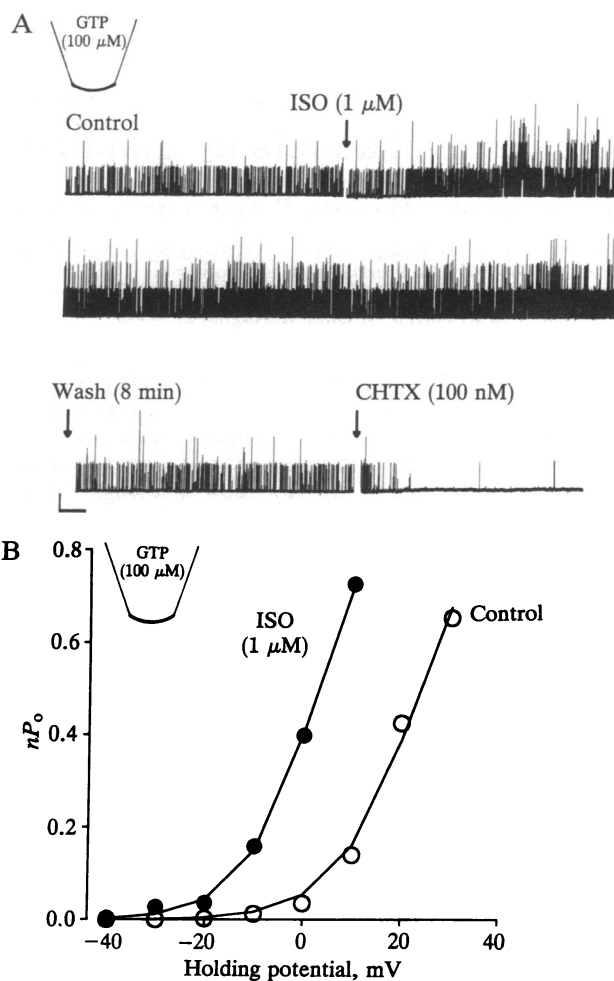 A
GTP
(100 μM)
ISO (1 μM)
Control
Wash (8 min)
CHTX (100 nM)
B
0.8
GTP
(100 μM)
ISO
(1 μM)
Control
0.6
nPo
0.4
0.2
0.0
−40 −20 0 20 40
Holding potential, mV